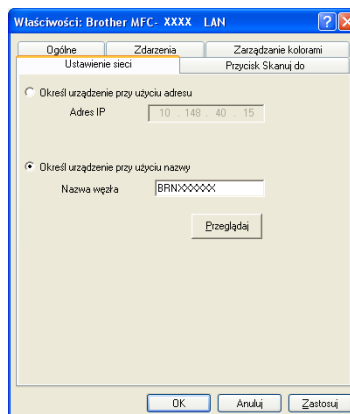 Właściwości: Brother MFC- XXXX LAN
Ogólne Zdarzenia Zarządzanie kolorami
Ustawienie sieci Przycisk Skanuj do
Określ urządzenie przy użyciu adresu
Adres IP 10 . 148 . 40 . 15
Określ urządzenie przy użyciu nazwy
Nazwa węzła BRNXXXXXX
Przeglądaj
OK Anuluj Zastosuj